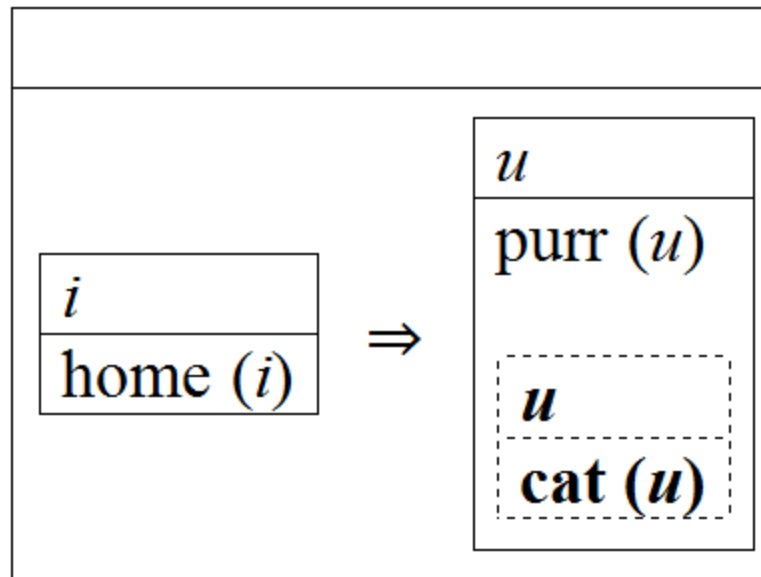 i
home (i)
⇒
u
purr (u)
u
cat (u)